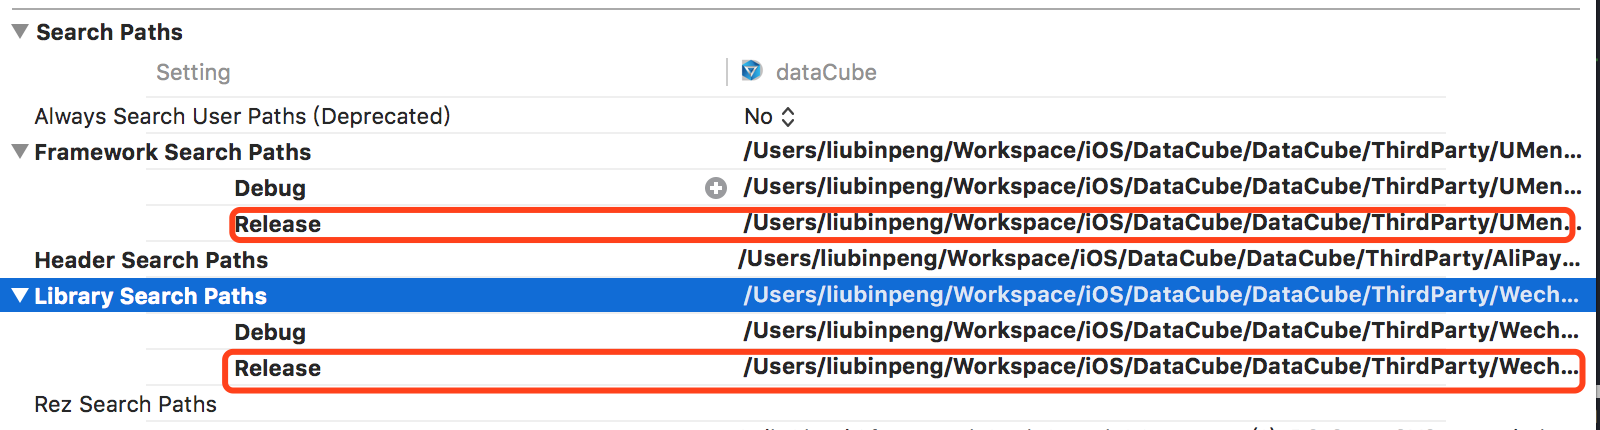 Search Paths
Setting dataCube
Always Search User Paths (Deprecated) No
Framework Search Paths /Users/liubinpeng/Workspace/iOS/DataCube/DataCube/ThirdParty/UMen...
Debug /Users/liubinpeng/Workspace/iOS/DataCube/DataCube/ThirdParty/UMen...
Release /Users/liubinpeng/Workspace/iOS/DataCube/DataCube/ThirdParty/UMen...
Header Search Paths /Users/liubinpeng/Workspace/iOS/DataCube/DataCube/ThirdParty/AliPay...
Library Search Paths /Users/liubinpeng/Workspace/iOS/DataCube/DataCube/ThirdParty/Wech...
Debug /Users/liubinpeng/Workspace/iOS/DataCube/DataCube/ThirdParty/Wech...
Release /Users/liubinpeng/Workspace/iOS/DataCube/DataCube/ThirdParty/Wech...
Rez Search Paths